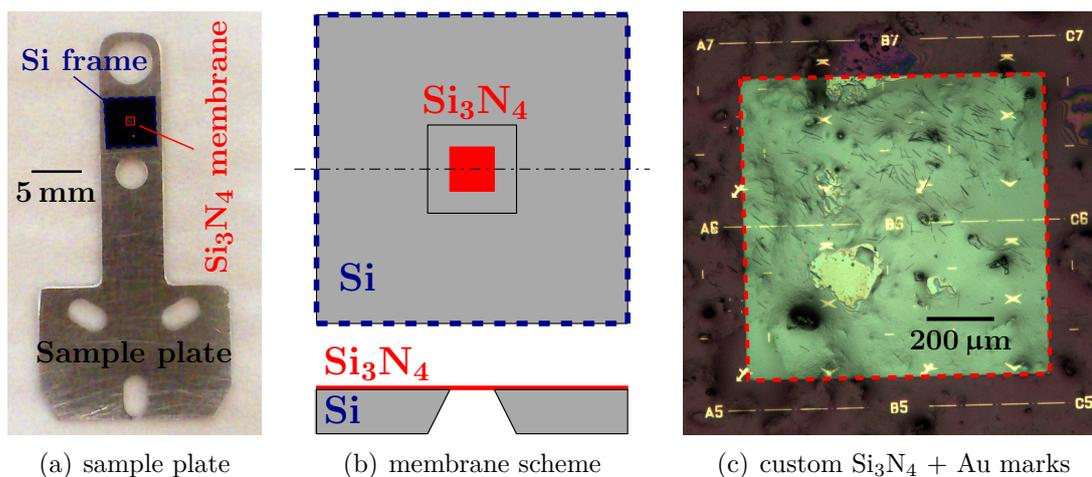 Si frame
Si₃N₄ membrane
5 mm
Sample plate
(a) sample plate
Si₃N₄
Si
Si₃N₄
Si
(b) membrane scheme
A7
B7
C7
A6
B6
C6
200 μm
A5
B5
C5
(c) custom Si₃N₄ + Au marks